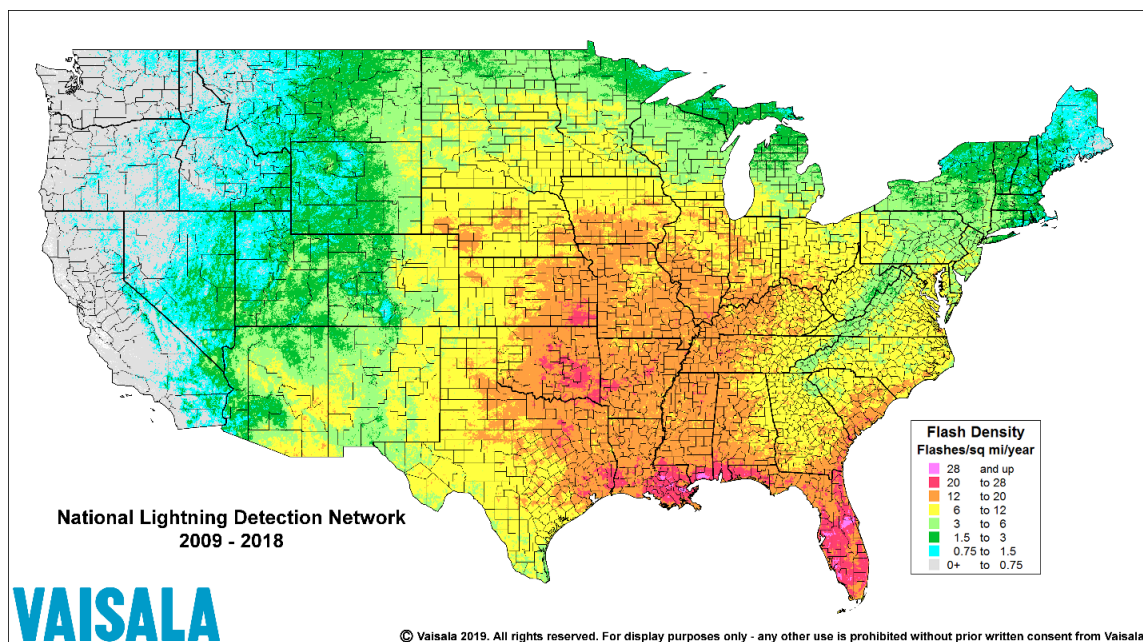 National Lightning Detection Network
2009 - 2018
Flash Density
Flashes/sq mi/year
28 and up
20 to 28
12 to 20
6 to 12
3 to 6
1.5 to 3
0.75 to 1.5
0+ to 0.75
VAISALA
© Vaisala 2019. All rights reserved. For display purposes only - any other use is prohibited without prior written consent from Vaisala